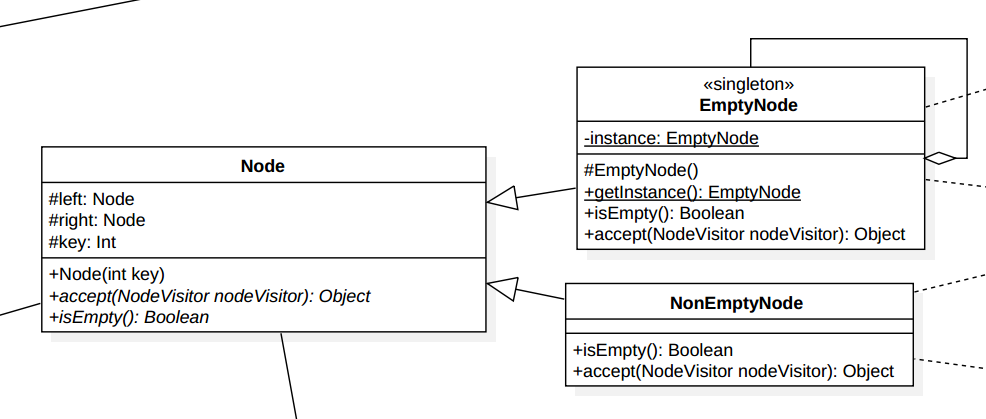 «singleton»
EmptyNode
-instance: EmptyNode
#EmptyNode()
+getInstance(): EmptyNode
+isEmpty(): Boolean
+accept(NodeVisitor nodeVisitor): Object
Node
#left: Node
#right: Node
#key: Int
+Node(int key)
+accept(NodeVisitor nodeVisitor): Object
+isEmpty(): Boolean
NonEmptyNode
+isEmpty(): Boolean
+accept(NodeVisitor nodeVisitor): Object